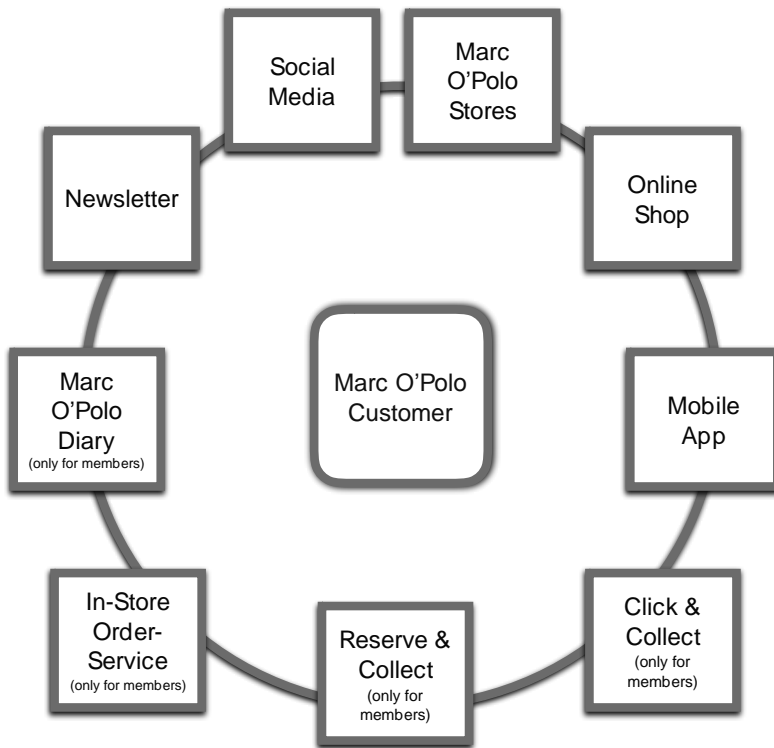 Social
Media
Marc
O'Polo
Stores
Online
Shop
Mobile
App
Click &
Collect
(only for
members)
Reserve &
Collect
(only for
members)
In-Store
Order-
Service
(only for members)
Marc
O'Polo
Diary
(only for members)
Newsletter
Marc O'Polo
Customer